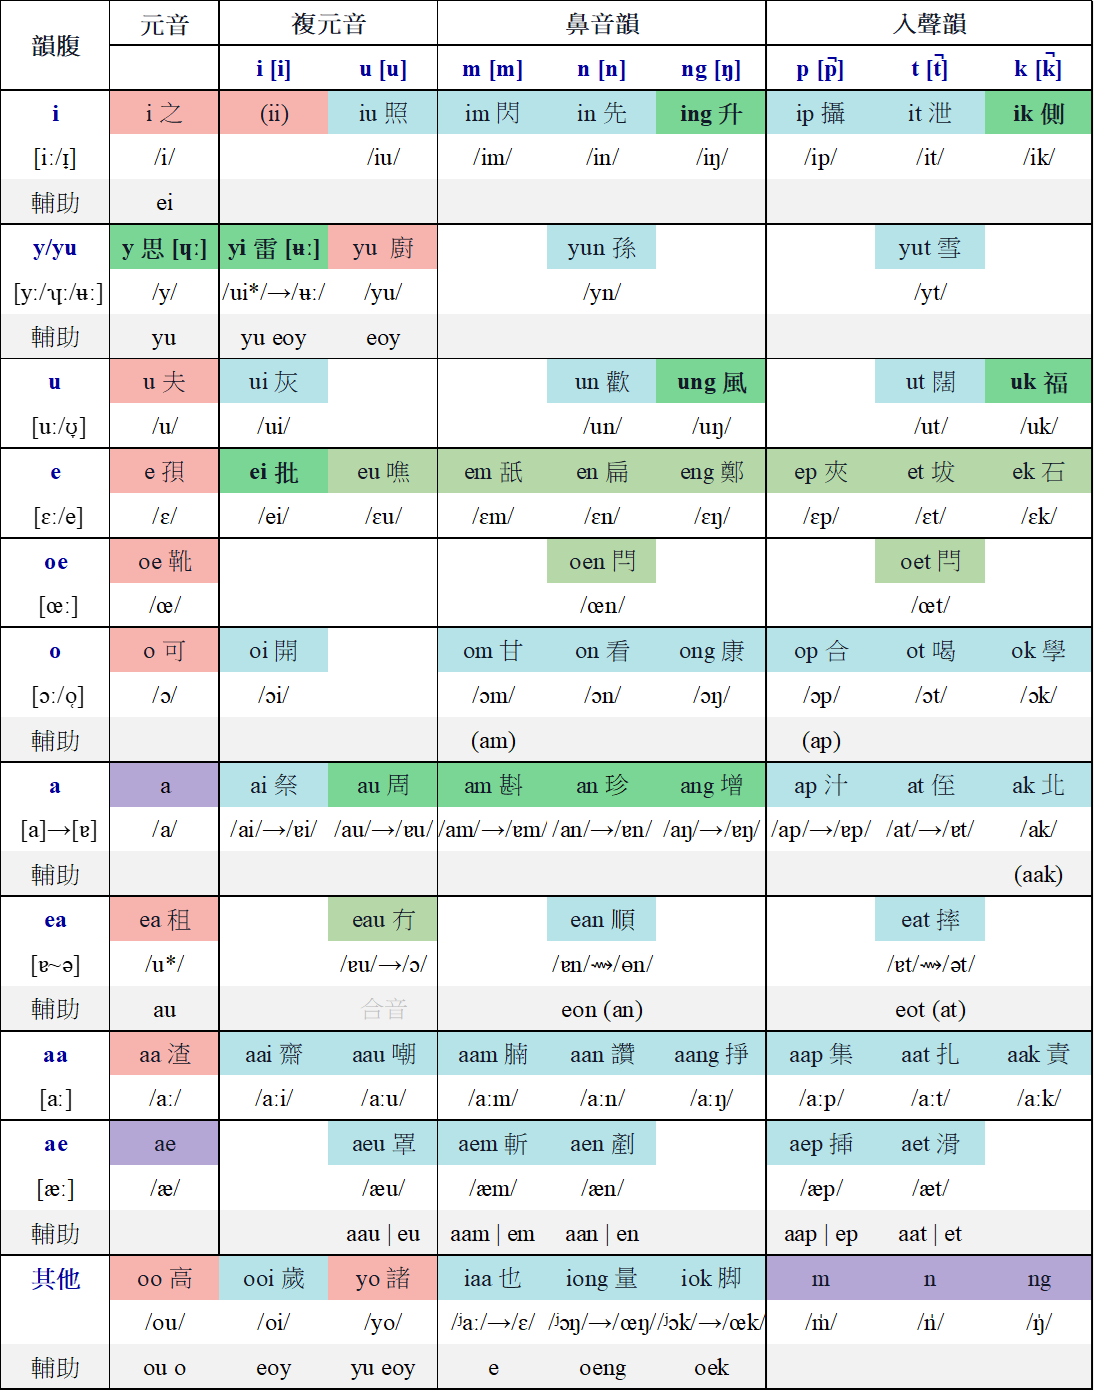 韻腹 元音 複元音 鼻音韻 入聲韻
i [i] u [u] m [m] n [n] ng [ŋ] p [p̚] t [t̚] k [k̚]
i i 之 (ii) iu 照 im 閃 in 先 ing 升 ip 攝 it 泄 ik 側
[iː/ɪ̞] /i/ /iu/ /im/ /in/ /iŋ/ /ip/ /it/ /ik/
輔助 ei
y/yu y 思 [ɥː] yi 雷 [ʉː] yu 廚 yun 孫 yut 雪
[yː/ʮː/ʉː] /y/ /ui*/→/ʉː/ /yu/ /yn/ /yt/
輔助 yu yu eoy eoy
u u 夫 ui 灰 un 歡 ung 風 ut 闊 uk 福
[uː/ʊ̞] /u/ /ui/ /un/ /uŋ/ /ut/ /uk/
e e 孭 ei 批 eu 噍 em 舐 en 扁 eng 鄭 ep 夾 et 坺 ek 石
[ɛː/e] /ɛ/ /ei/ /ɛu/ /ɛm/ /ɛn/ /ɛŋ/ /ɛp/ /ɛt/ /ɛk/
oe oe 靴 oen 閂 oet 閂
[œː] /œ/ /œn/ /œt/
o o 可 oi 開 om 甘 on 看 ong 康 op 合 ot 喝 ok 學
[ɔː/o̞] /ɔ/ /ɔi/ /ɔm/ /ɔn/ /ɔŋ/ /ɔp/ /ɔt/ /ɔk/
輔助 (am) (ap)
a a ai 祭 au 周 am 斟 an 珍 ang 增 ap 汁 at 侄 ak 北
[a]→[ɐ] /a/ /ai/→/ɐi/ /au/→/ɐu/ /am/→/ɐm/ /an/→/ɐn/ /aŋ/→/ɐŋ/ /ap/→/ɐp/ /at/→/ɐt/ /ak/
輔助 (aak)
ea ea 租 eau 冇 ean 順 eat 摔
[ɐ~ə] /u*/ /ɐu/→/ɔ/ /ɐn/⇝/ɵn/ /ɐt/⇝/ət/
輔助 au 合音 eon (an) eot (at)
aa aa 渣 aai 齋 aau 嘲 aam 腩 aan 讚 aang 掙 aap 集 aat 扎 aak 責
[aː] /aː/ /aːi/ /aːu/ /aːm/ /aːn/ /aːŋ/ /aːp/ /aːt/ /aːk/
ae ae aeu 罩 aem 斬 aen 剷 aep 插 aet 滑
[æː] /æ/ /æu/ /æm/ /æn/ /æp/ /æt/
輔助 aau | eu aam | em aan | en aap | ep aat | et
其他 oo 高 ooi 歲 yo 諸 iaa 也 iong 量 iok 脚 m n ng
/ou/ /oi/ /yo/ /ʲaː/→/ɛ/ /ʲɔŋ/→/œŋ/ /ʲɔk/→/œk/ /m̍/ /n̍/ /ŋ̍/
輔助 ou o eoy yu eoy e oeng oek